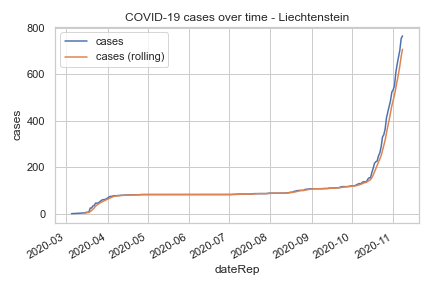 COVID-19 cases over time - Liechtenstein
cases
cases (rolling)
800
600
400
200
0
cases
2020-03
2020-04
2020-05
2020-06
2020-07
2020-08
2020-09
2020-10
2020-11
dateRep